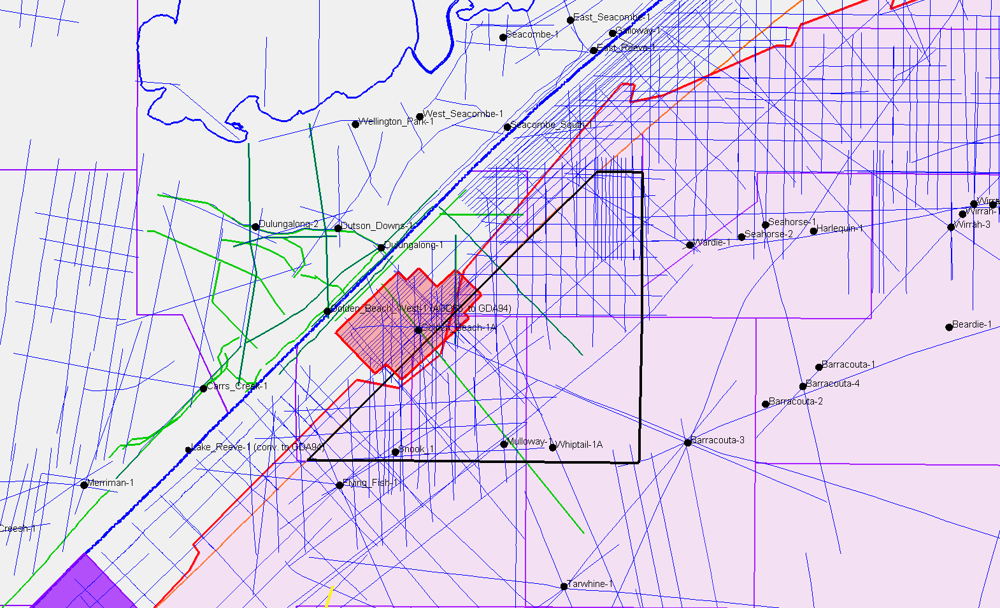 East_Seacombe-1
Galloway-1
Seacombe-1
East_Reeve-1
West_Seacombe-1
Wellington_Park-1
Seacombe_South-1
Wirrah-
Seahorse-1
Wirrah-3
Dulungalong-2
Dutson_Downs-1
Harlequin-1
Seahorse-2
Wardie-1
Dulungalong-1
Golden_Beach_West-1 (AGD66 to GDA94)
Beardie-1
Golden_Beach-1A
Barracouta-1
Carrs_Creek-1
Barracouta-4
Barracouta-2
Barracouta-3
Mulloway-1
Whiptail-1A
Lake_Reeve-1 (conv. to GDA94)
Snook_1
Merriman-1
Flying_Fish-1
Creesh-1
Tarwhine-1